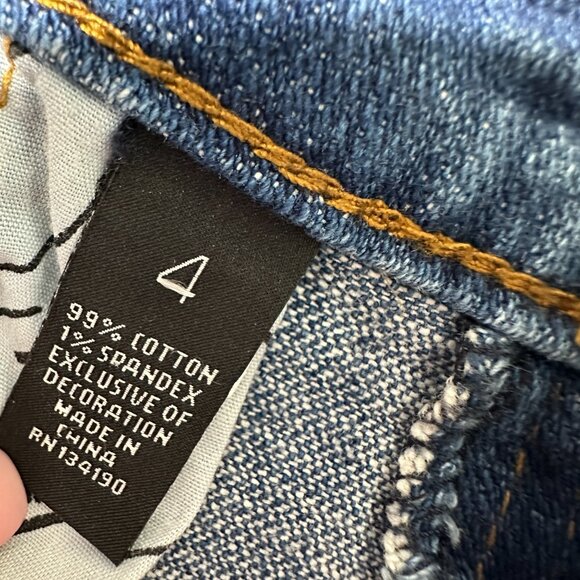 4
99% COTTON
1% SPANDEX
EXCLUSIVE OF
DECORATION
MADE IN
CHINA
RN134190